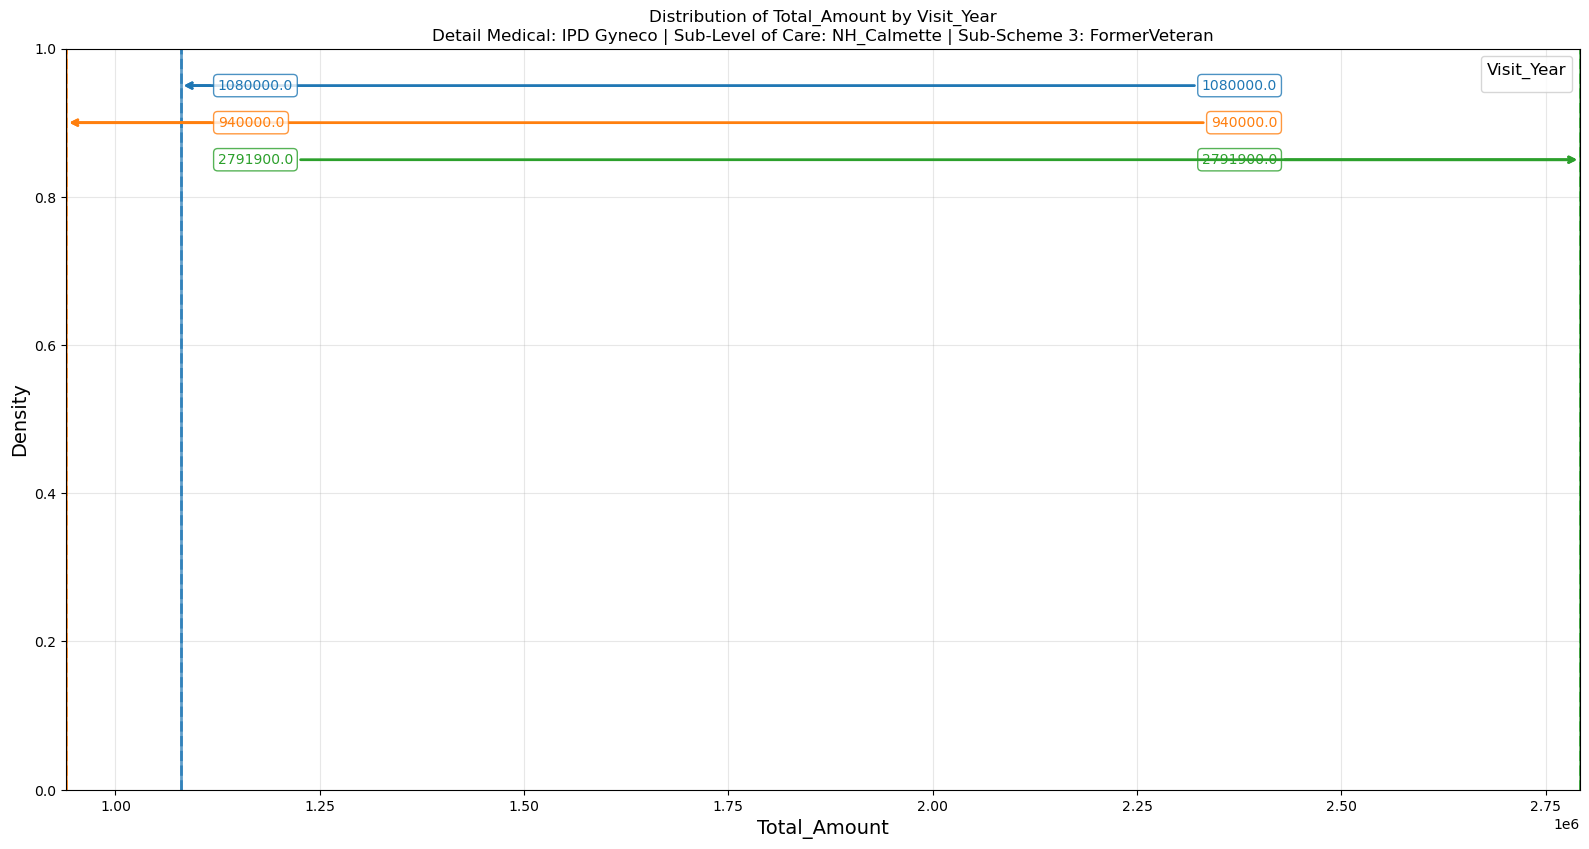 Distribution of Total_Amount by Visit_Year
Detail Medical: IPD Gyneco | Sub-Level of Care: NH_Calmette | Sub-Scheme 3: FormerVeteran
Visit_Year
1080000.0 1080000.0
940000.0 940000.0
2791900.0 2791900.0
1.0
0.8
0.6
0.4
0.2
0.0
Density
1.00 1.25 1.50 1.75 2.00 2.25 2.50 2.75
1e6
Total_Amount